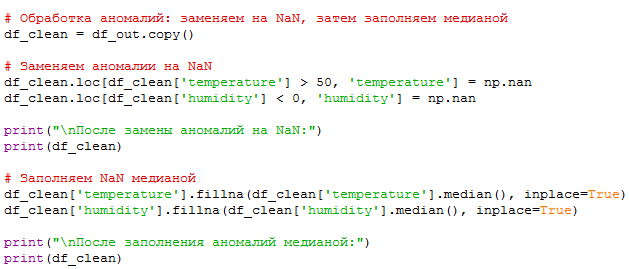 # Обработка аномалий: заменяем на NaN, затем заполняем медианой
df_clean = df_out.copy()
# Заменяем аномалии на NaN
df_clean.loc[df_clean['temperature'] > 50, 'temperature'] = np.nan
df_clean.loc[df_clean['humidity'] < 0, 'humidity'] = np.nan
print("\nПосле замены аномалий на NaN:")
print(df_clean)
# Заполняем NaN медианой
df_clean['temperature'].fillna(df_clean['temperature'].median(), inplace=True)
df_clean['humidity'].fillna(df_clean['humidity'].median(), inplace=True)
print("\nПосле заполнения аномалий медианой:")
print(df_clean)